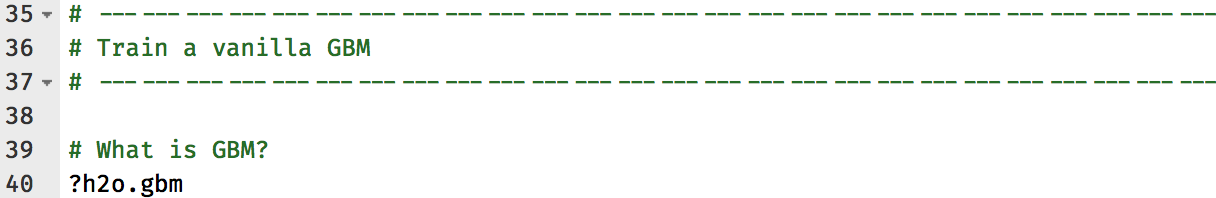 35 # ----------------------------------------------------
36 # Train a vanilla GBM
37 # ----------------------------------------------------
38
39 # What is GBM?
40 ?h2o.gbm